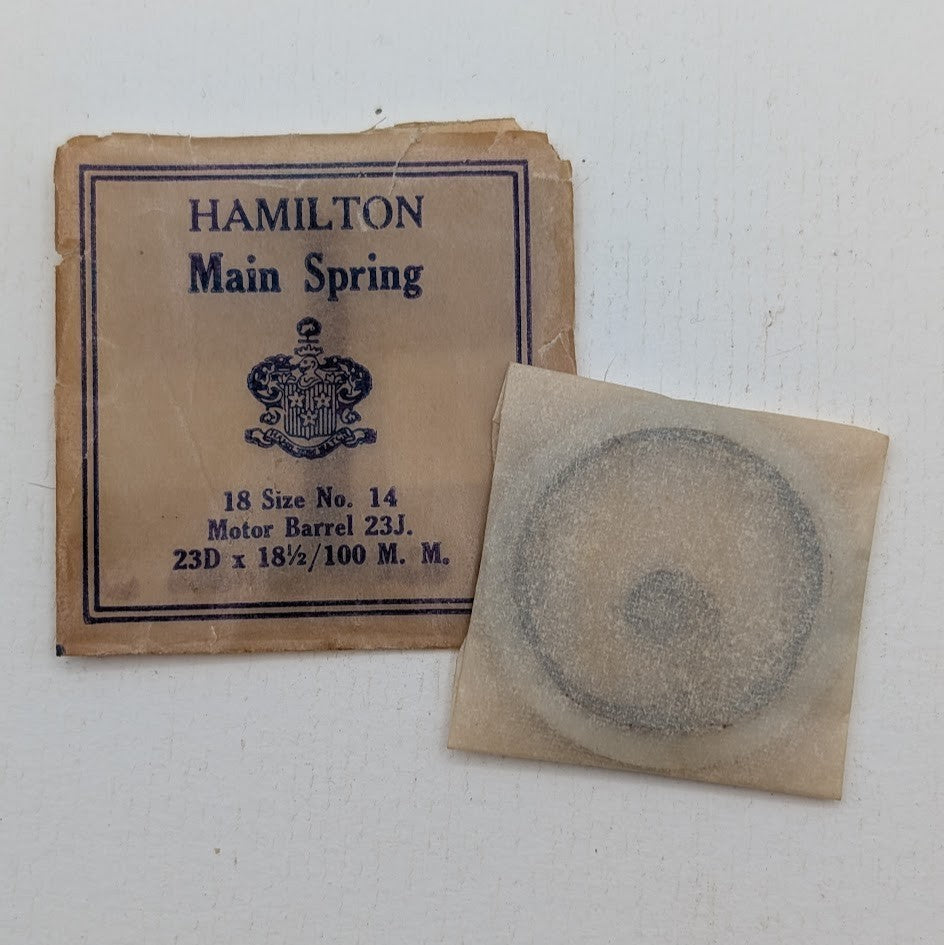 HAMILTON
Main Spring
18 Size No. 14
Motor Barrel 23J.
23D x 18½/100 M. M.